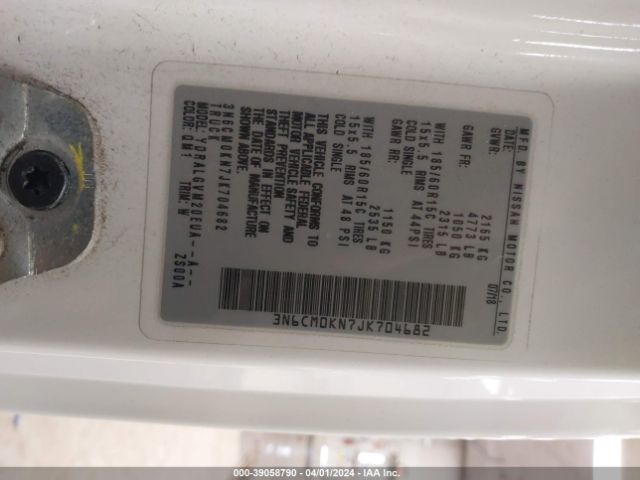 MFD. BY NISSAN MOTOR CO., LTD.
DATE: 07/18
GVWR: 2165 KG
4773 LB
GAWR FR: 1050 KG
2315 LB
WITH 185/60R15C TIRES
15x5.5 RIMS AT 44PSI
COLD SINGLE
GAWR RR: 1150 KG
2535 LB
WITH 185/60R15C TIRES
15x5.5 RIMS AT 48 PSI
COLD SINGLE
THIS VEHICLE CONFORMS TO
ALL APPLICABLE FEDERAL
MOTOR VEHICLE SAFETY AND
THEFT PREVENTION
STANDARDS IN EFFECT ON
THE DATE OF MANUFACTURE
SHOWN ABOVE.
3N6CM0KN7JK704682
TRUCK
MODEL: YDRALGVM20EUA--A--
COLOR: QM1 TRIM: W ZS00A
3N6CM0KN7JK704682
000-39058790 / 04/01/2024 / IAA Inc.